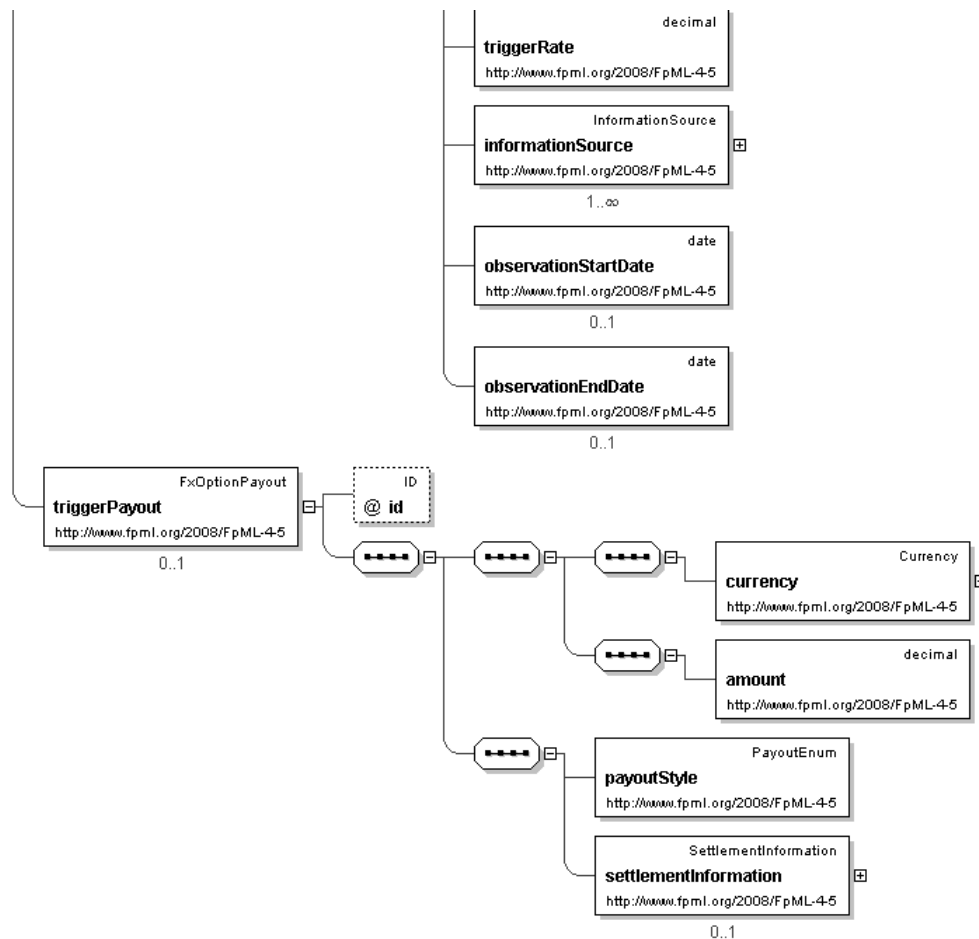 decimal
triggerRate
http://www.fpml.org/2008/FpML-4-5
InformationSource
informationSource
http://www.fpml.org/2008/FpML-4-5
1..∞
date
observationStartDate
http://www.fpml.org/2008/FpML-4-5
0..1
date
observationEndDate
http://www.fpml.org/2008/FpML-4-5
0..1
FxOptionPayout
triggerPayout
http://www.fpml.org/2008/FpML-4-5
0..1
ID
@ id
Currency
currency
http://www.fpml.org/2008/FpML-4-5
decimal
amount
http://www.fpml.org/2008/FpML-4-5
PayoutEnum
payoutStyle
http://www.fpml.org/2008/FpML-4-5
SettlementInformation
settlementInformation
http://www.fpml.org/2008/FpML-4-5
0..1